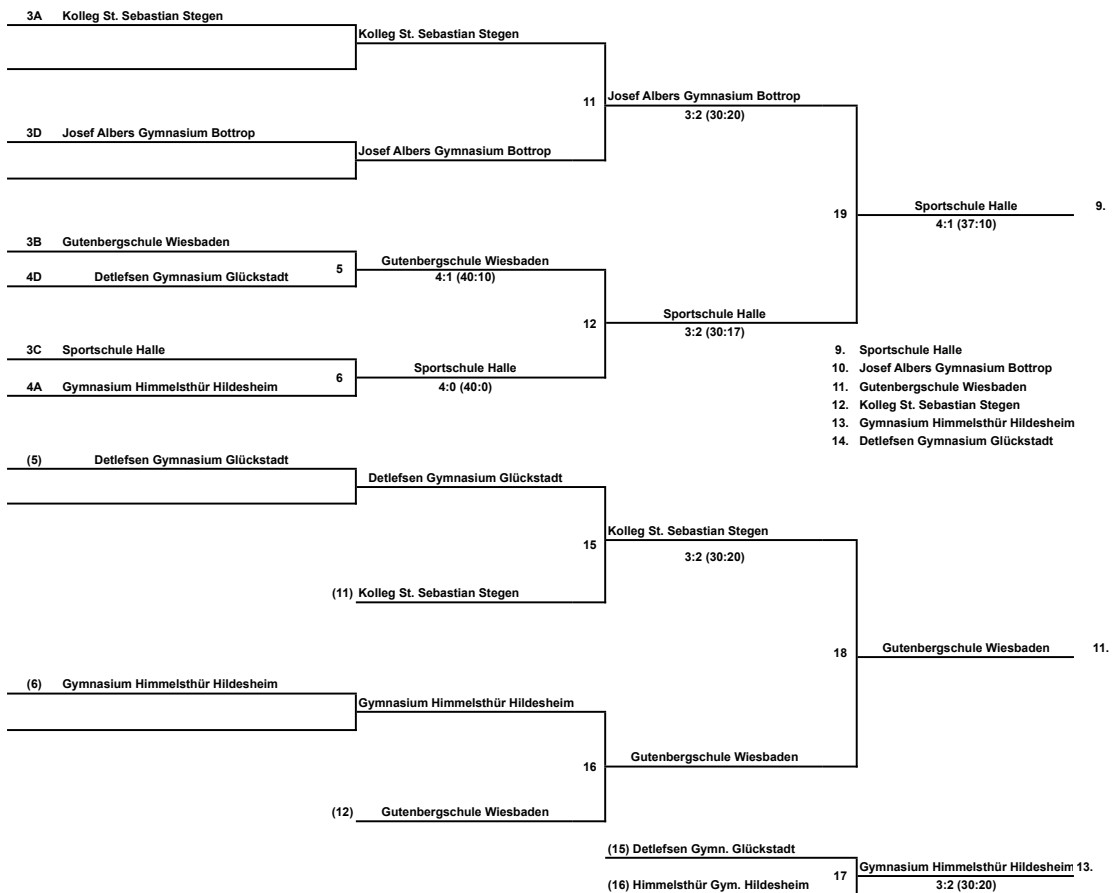 3A Kolleg St. Sebastian Stegen
Kolleg St. Sebastian Stegen
11 Josef Albers Gymnasium Bottrop
3:2 (30:20)
3D Josef Albers Gymnasium Bottrop
Josef Albers Gymnasium Bottrop
19 Sportschule Halle 9.
4:1 (37:10)
3B Gutenbergschule Wiesbaden
5 Gutenbergschule Wiesbaden
4D Detlefsen Gymnasium Glückstadt
4:1 (40:10)
12 Sportschule Halle
3:2 (30:17)
3C Sportschule Halle
6 Sportschule Halle
4A Gymnasium Himmelsthür Hildesheim
4:0 (40:0)
9. Sportschule Halle
10. Josef Albers Gymnasium Bottrop
11. Gutenbergschule Wiesbaden
12. Kolleg St. Sebastian Stegen
13. Gymnasium Himmelsthür Hildesheim
14. Detlefsen Gymnasium Glückstadt
(5) Detlefsen Gymnasium Glückstadt
Detlefsen Gymnasium Glückstadt
15 Kolleg St. Sebastian Stegen
3:2 (30:20)
(11) Kolleg St. Sebastian Stegen
18 Gutenbergschule Wiesbaden 11.
(6) Gymnasium Himmelsthür Hildesheim
Gymnasium Himmelsthür Hildesheim
16 Gutenbergschule Wiesbaden
(12) Gutenbergschule Wiesbaden
(15) Detlefsen Gymn. Glückstadt
17 Gymnasium Himmelsthür Hildesheim 13.
(16) Himmelsthür Gym. Hildesheim
3:2 (30:20)